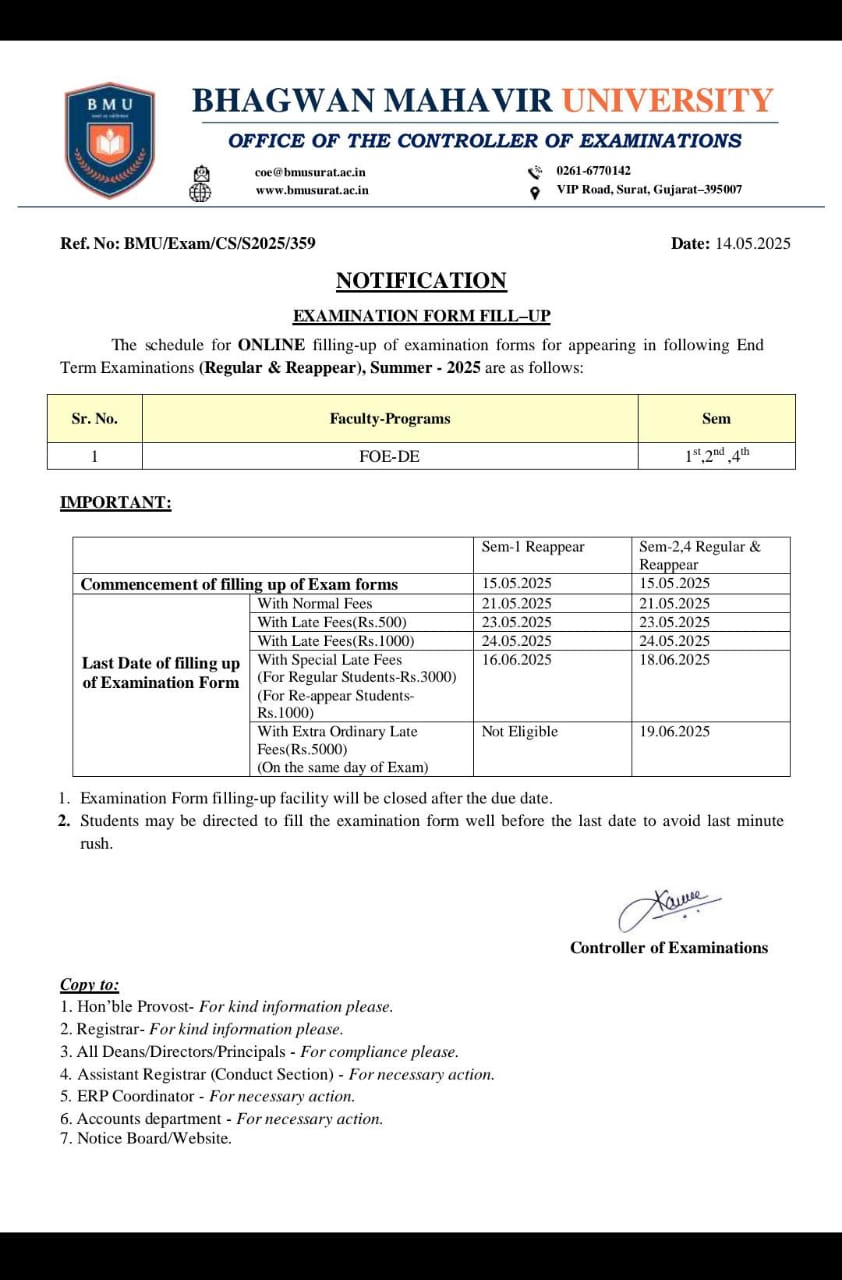 BMU
BHAGWAN MAHAVIR UNIVERSITY
OFFICE OF THE CONTROLLER OF EXAMINATIONS
coe@bmusurat.ac.in
0261-6770142
www.bmusurat.ac.in
VIP Road, Surat, Gujarat–395007
Ref. No: BMU/Exam/CS/S2025/359
Date: 14.05.2025
NOTIFICATION
EXAMINATION FORM FILL–UP
The schedule for ONLINE filling-up of examination forms for appearing in following End
Term Examinations (Regular & Reappear), Summer - 2025 are as follows:
Sr. No. Faculty-Programs Sem
1 FOE-DE 1st,2nd ,4th
IMPORTANT:
Sem-1 Reappear Sem-2,4 Regular &
Reappear
Commencement of filling up of Exam forms 15.05.2025 15.05.2025
Last Date of filling up
of Examination Form
With Normal Fees 21.05.2025 21.05.2025
With Late Fees(Rs.500) 23.05.2025 23.05.2025
With Late Fees(Rs.1000) 24.05.2025 24.05.2025
With Special Late Fees 16.06.2025 18.06.2025
(For Regular Students-Rs.3000)
(For Re-appear Students-
Rs.1000)
With Extra Ordinary Late Not Eligible 19.06.2025
Fees(Rs.5000)
(On the same day of Exam)
1. Examination Form filling-up facility will be closed after the due date.
2. Students may be directed to fill the examination form well before the last date to avoid last minute
rush.
Controller of Examinations
Copy to:
1. Hon’ble Provost- For kind information please.
2. Registrar- For kind information please.
3. All Deans/Directors/Principals - For compliance please.
4. Assistant Registrar (Conduct Section) - For necessary action.
5. ERP Coordinator - For necessary action.
6. Accounts department - For necessary action.
7. Notice Board/Website.